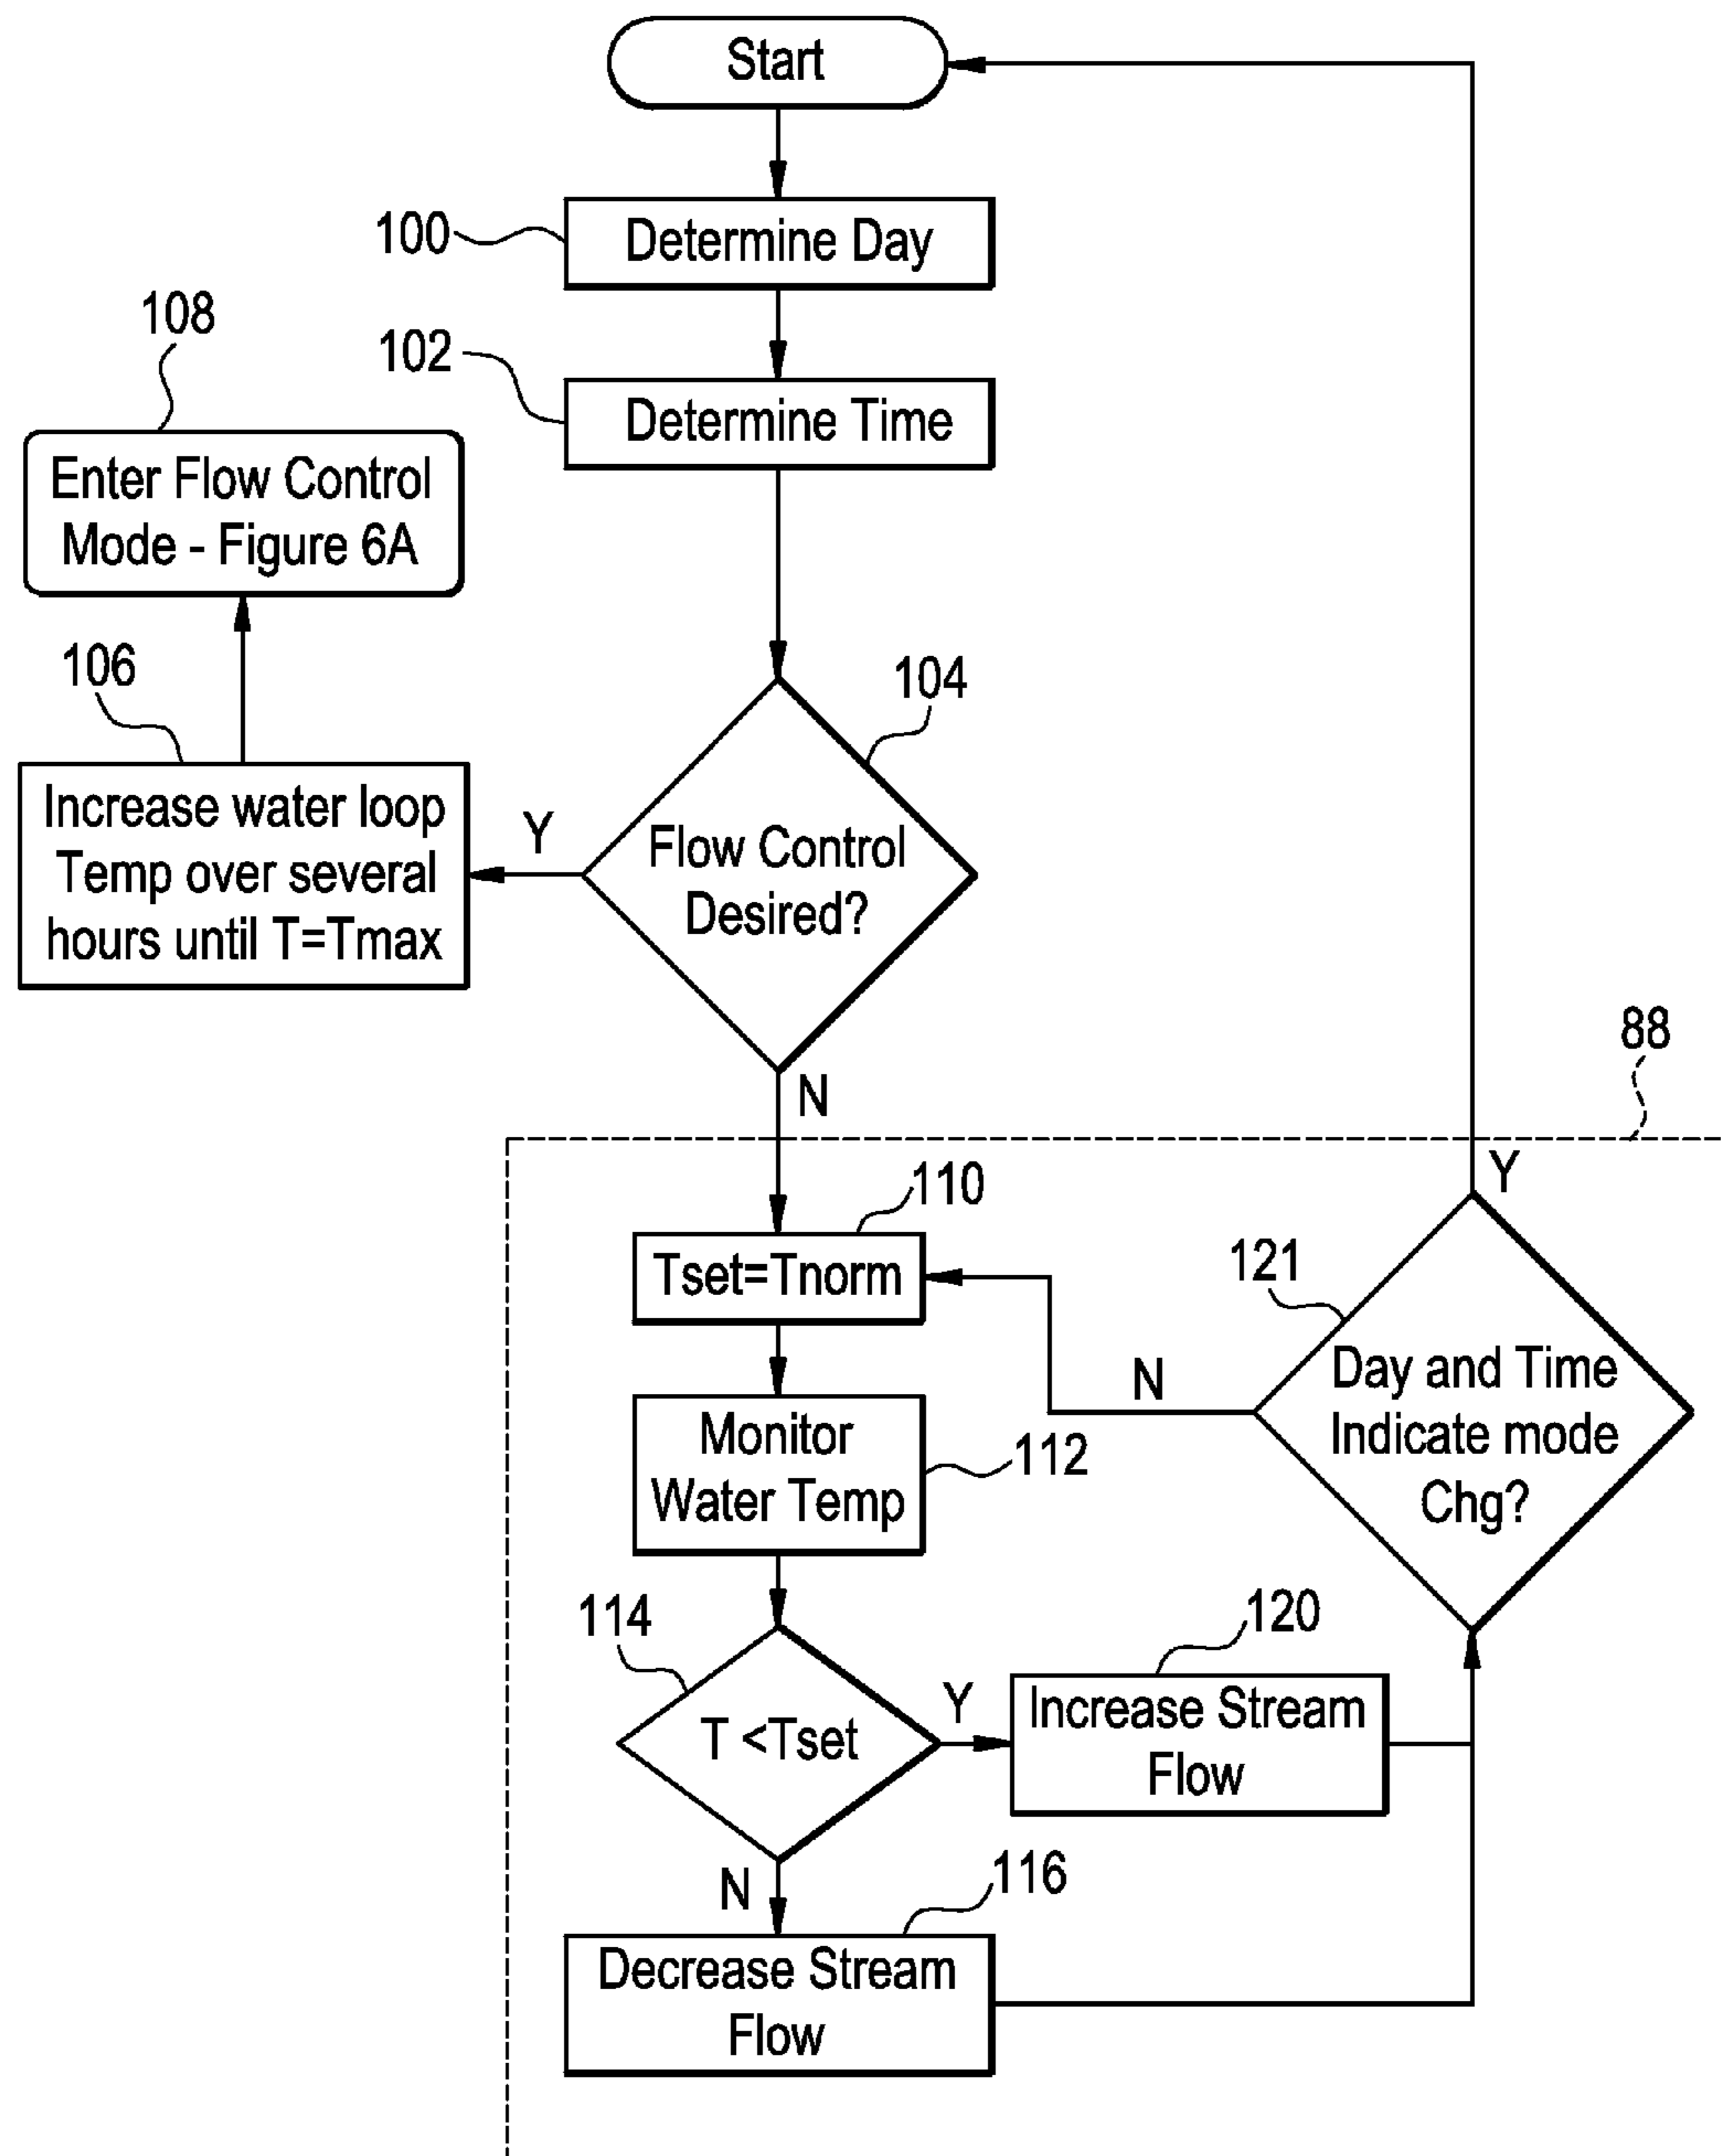 Start
100
Determine Day
108
102
Determine Time
Enter Flow Control
Mode - Figure 6A
106
104
Increase water loop
Temp over several
hours until T=Tmax
Y
Flow Control
Desired?
N
88
Y
110
Tset=Tnorm
121
Day and Time
Indicate mode
Chg?
N
Monitor
Water Temp
112
114
T <Tset
Y
120
Increase Stream
Flow
N
116
Decrease Stream
Flow